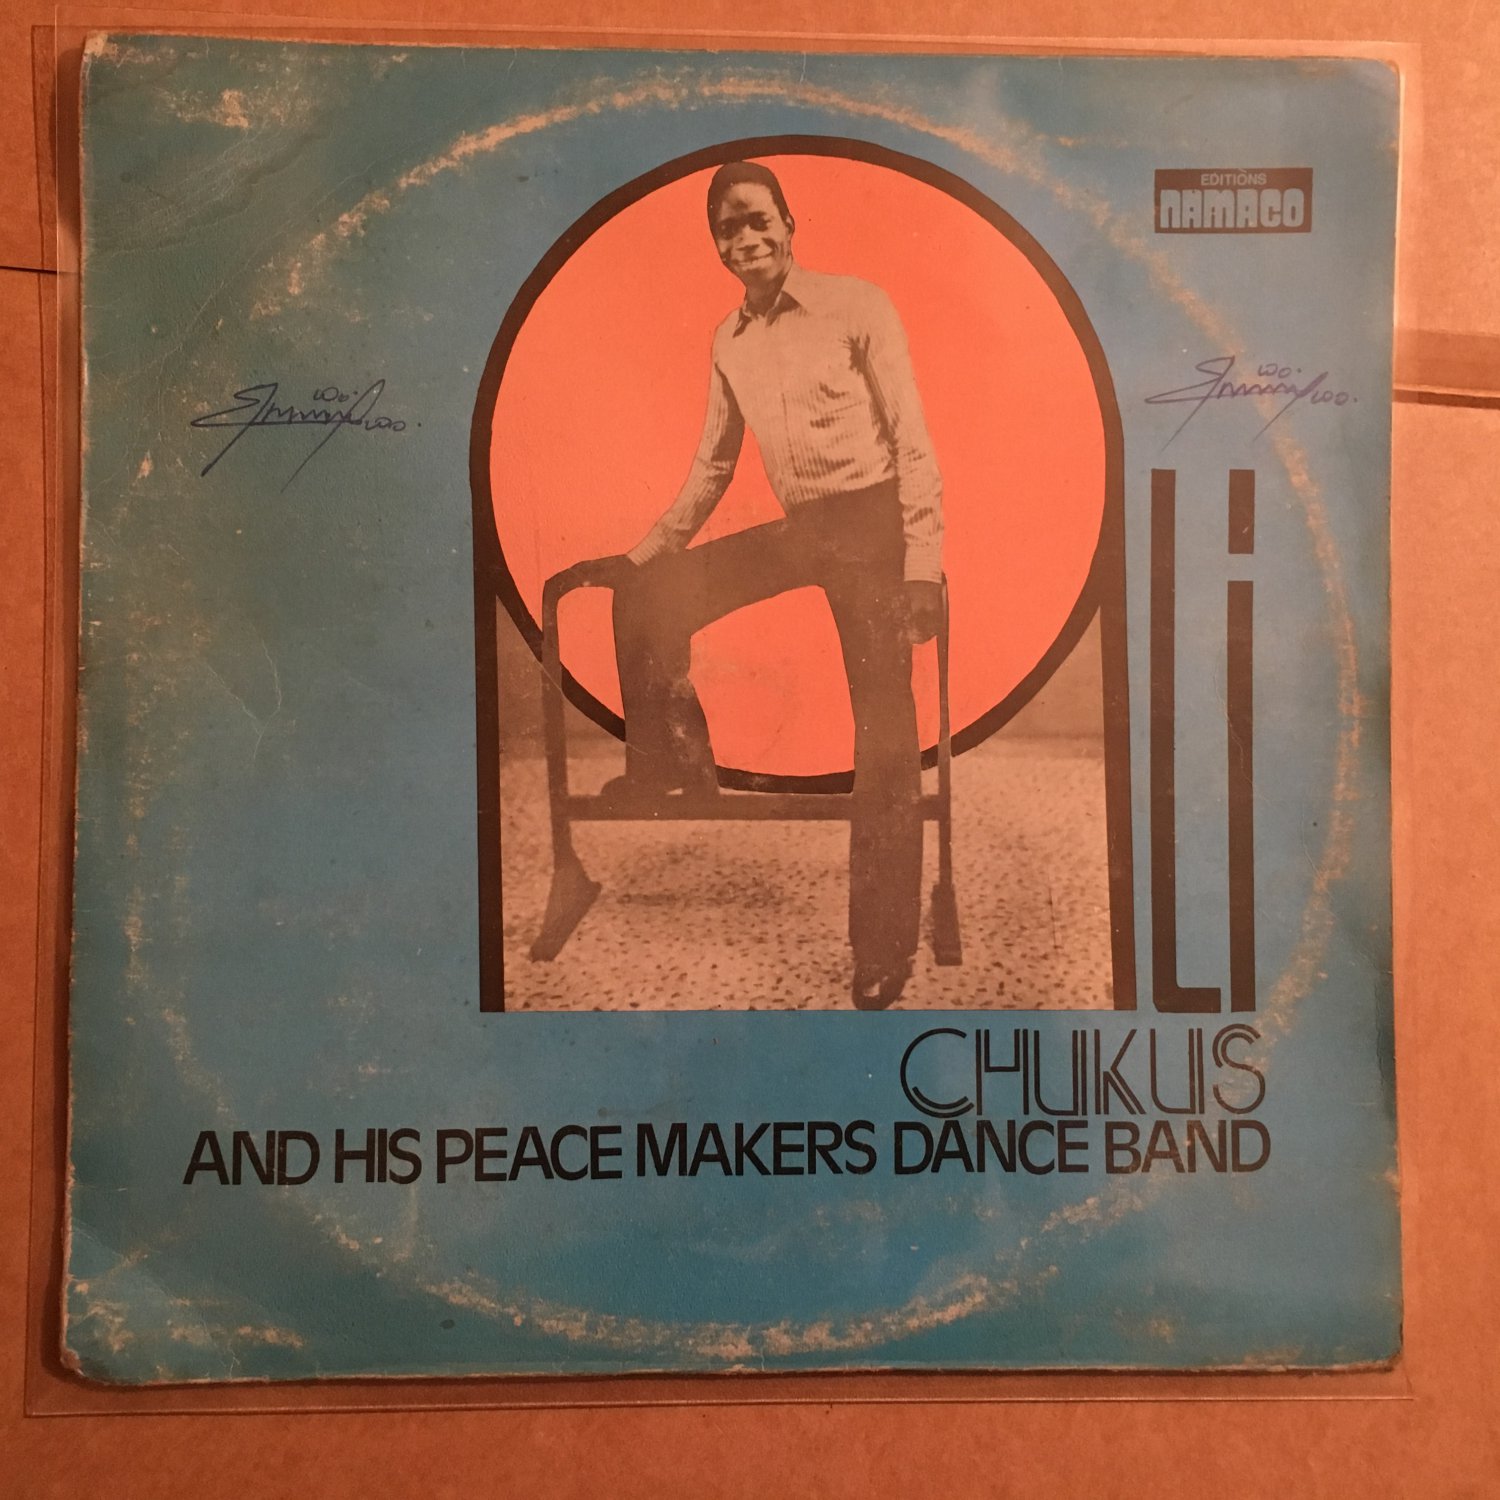 EDITIONS
NAMACO
ALI
CHUKUS
AND HIS PEACE MAKERS DANCE BAND